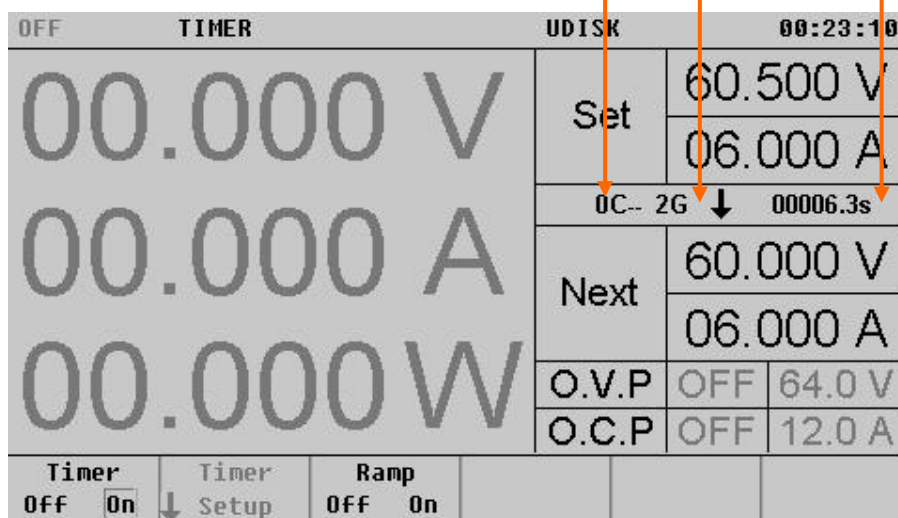 OFF TIMER UDISK 00:23:10
00.000 V
00.000 A
00.000 W
Set
60.500 V
06.000 A
0C-- 2G ↓ 00006.3s
Next
60.000 V
06.000 A
O.V.P OFF 64.0 V
O.C.P OFF 12.0 A
Timer
Off On
Timer
↓ Setup
Ramp
Off On